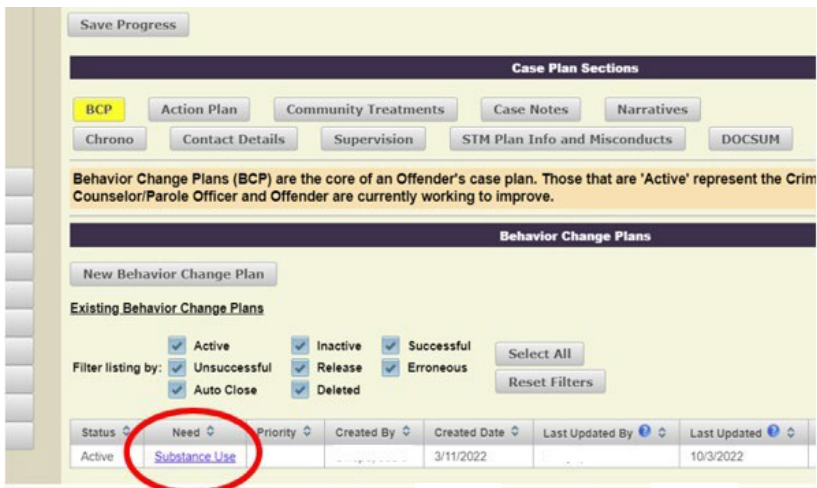 Save Progress
Case Plan Sections
BCP Action Plan Community Treatments Case Notes Narratives
Chrono Contact Details Supervision STM Plan Info and Misconducts DOCSUM
Behavior Change Plans (BCP) are the core of an Offender's case plan. Those that are 'Active' represent the Crim
Counselor/Parole Officer and Offender are currently working to improve.
Behavior Change Plans
New Behavior Change Plan
Existing Behavior Change Plans
Active Inactive Successful
Filter listing by: Unsuccessful Release Erroneous
Auto Close Deleted
Select All
Reset Filters
Status Need Priority Created By Created Date Last Updated By Last Updated
Active Substance Use 3/11/2022 10/3/2022